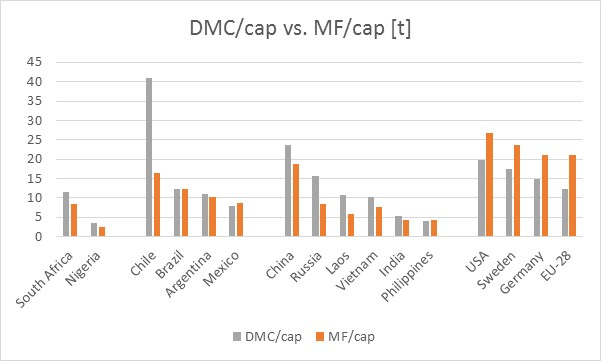 DMC/cap vs. MF/cap [t]
45
40
35
30
25
20
15
10
5
0
South Africa
Nigeria
Chile
Brazil
Argentina
Mexico
China
Russia
Laos
Vietnam
India
Philippines
USA
Sweden
Germany
EU-28
DMC/cap MF/cap